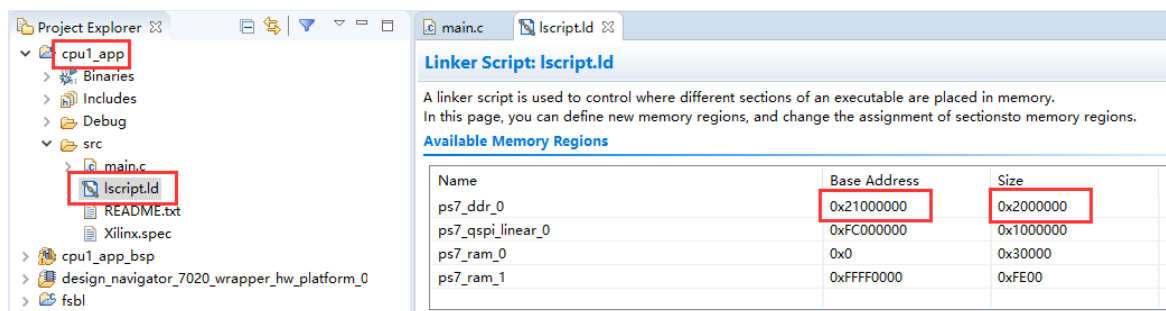 Project Explorer
cpu1_app
Binaries
Includes
Debug
src
main.c
lscript.ld
README.txt
Xilinx.spec
cpu1_app_bsp
design_navigator_7020_wrapper_hw_platform_0
fsbl
main.c
lscript.ld
Linker Script: lscript.ld
A linker script is used to control where different sections of an executable are placed in memory.
In this page, you can define new memory regions, and change the assignment of sectionsto memory regions.
Available Memory Regions
Name Base Address Size
ps7_ddr_0 0x21000000 0x2000000
ps7_qspi_linear_0 0xFC000000 0x1000000
ps7_ram_0 0x0 0x30000
ps7_ram_1 0xFFFF0000 0xFE00